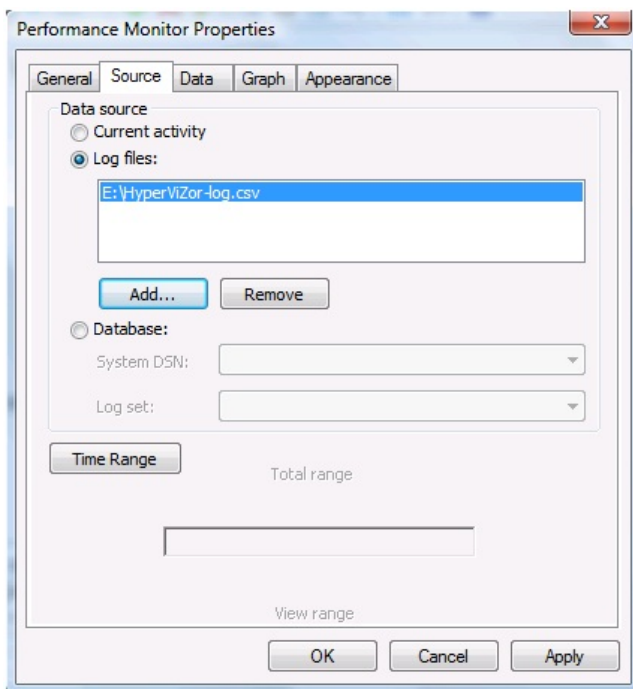 Performance Monitor Properties
General Source Data Graph Appearance
Data source
Current activity
Log files:
E:\HyperViZor-log.csv
Add... Remove
Database:
System DSN:
Log set:
Time Range
Total range
View range
OK Cancel Apply